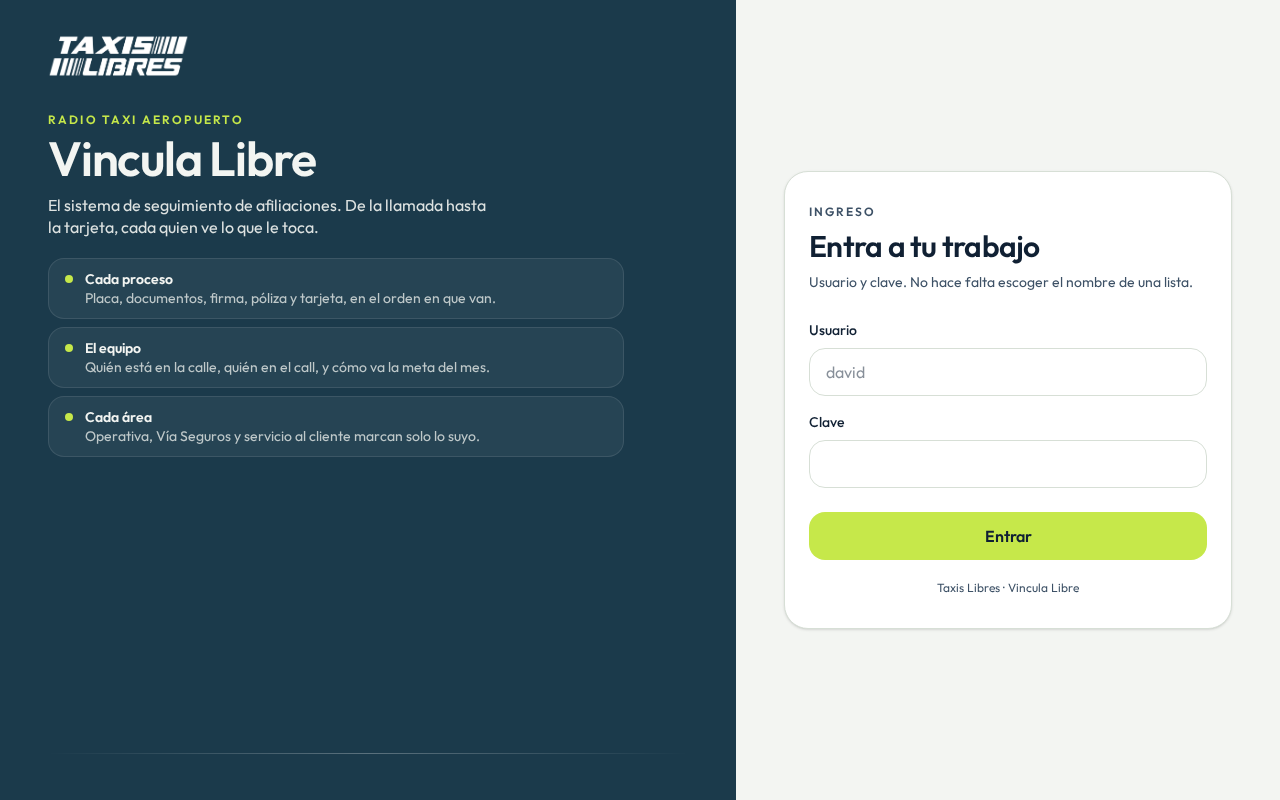 TAXIS
LIBRES
RADIO TAXI AEROPUERTO
Vincula Libre
El sistema de seguimiento de afiliaciones. De la llamada hasta
la tarjeta, cada quien ve lo que le toca.
Cada proceso
Placa, documentos, firma, póliza y tarjeta, en el orden en que van.
El equipo
Quién está en la calle, quién en el call, y cómo va la meta del mes.
Cada área
Operativa, Vía Seguros y servicio al cliente marcan solo lo suyo.
INGRESO
Entra a tu trabajo
Usuario y clave. No hace falta escoger el nombre de una lista.
Usuario
david
Clave
Entrar
Taxis Libres · Vincula Libre